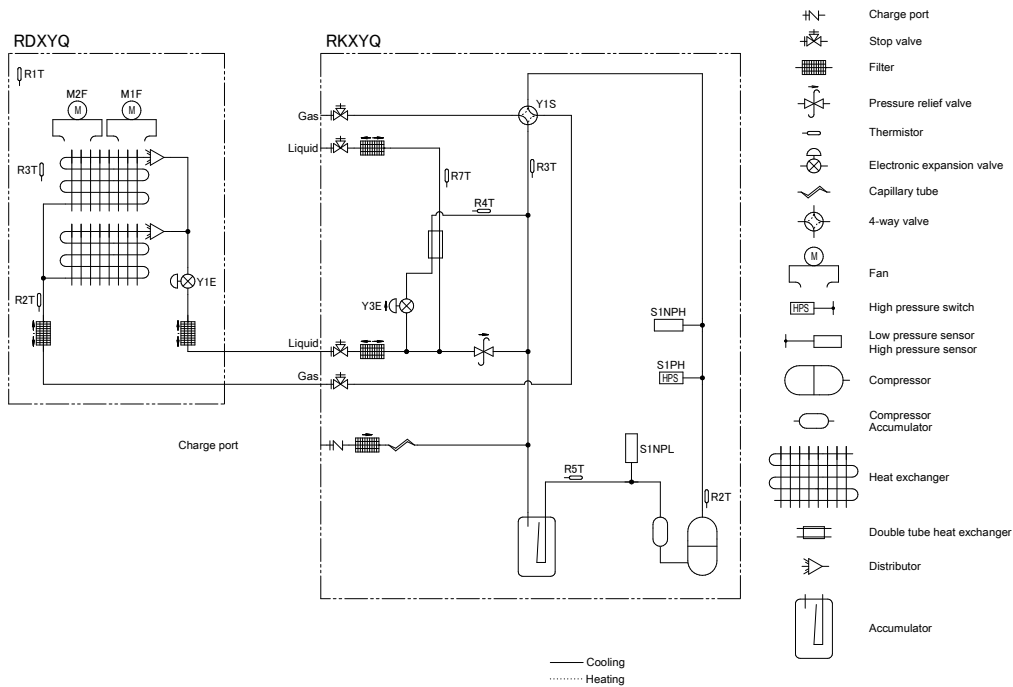 RDXYQ
R1T
M2F
M1F
M
M
R3T
R2T
Y1E
RKXYQ
Gas
Liquid
Y1S
R3T
R7T
R4T
Y3E
S1NPH
S1PH
HPS
Liquid
Gas
Charge port
S1NPL
R5T
R2T
Cooling
Heating
Charge port
Stop valve
Filter
Pressure relief valve
Thermistor
Electronic expansion valve
Capillary tube
4-way valve
M
Fan
HPS
High pressure switch
Low pressure sensor
High pressure sensor
Compressor
Compressor
Accumulator
Heat exchanger
Double tube heat exchanger
Distributor
Accumulator